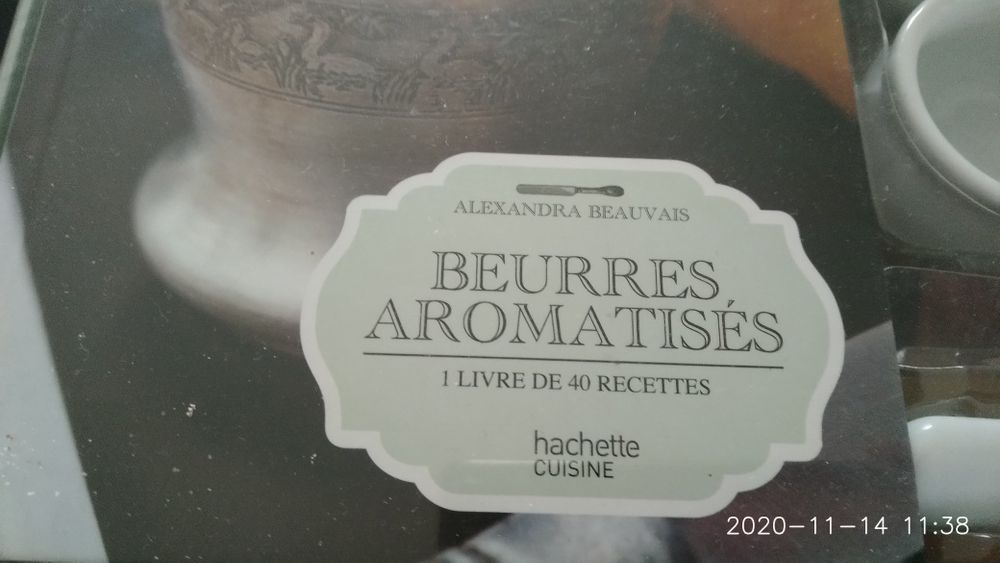 ALEXANDRA BEAUVAIS
BEURRES
AROMATISÉS
1 LIVRE DE 40 RECETTES
hachette
CUISINE
2020-11-14 11:38